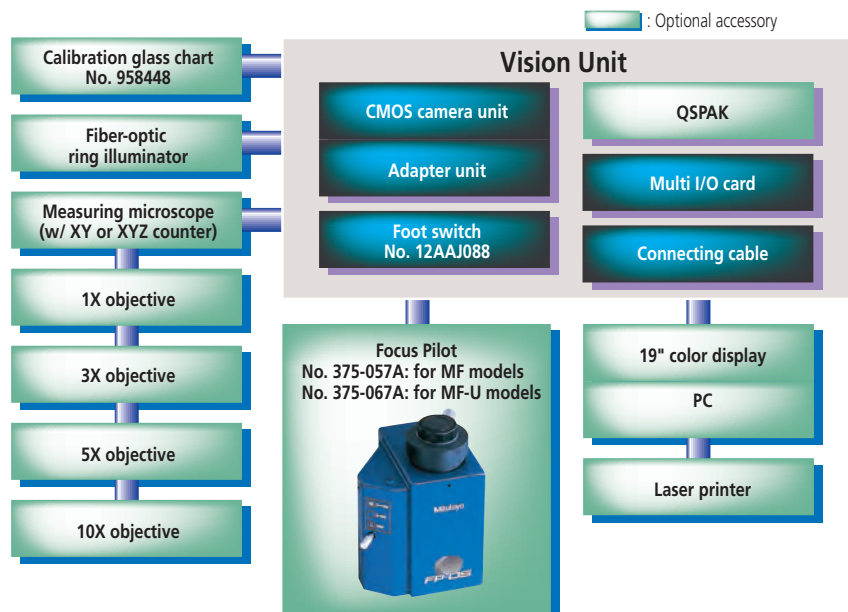 : Optional accessory
Calibration glass chart
No. 958448
Fiber-optic
ring illuminator
Measuring microscope
(w/ XY or XYZ counter)
1X objective
3X objective
5X objective
10X objective
Vision Unit
CMOS camera unit
Adapter unit
Foot switch
No. 12AAJ088
QSPAK
Multi I/O card
Connecting cable
Focus Pilot
No. 375-057A: for MF models
No. 375-067A: for MF-U models
Mitutoyo
FP-05
19" color display
PC
Laser printer